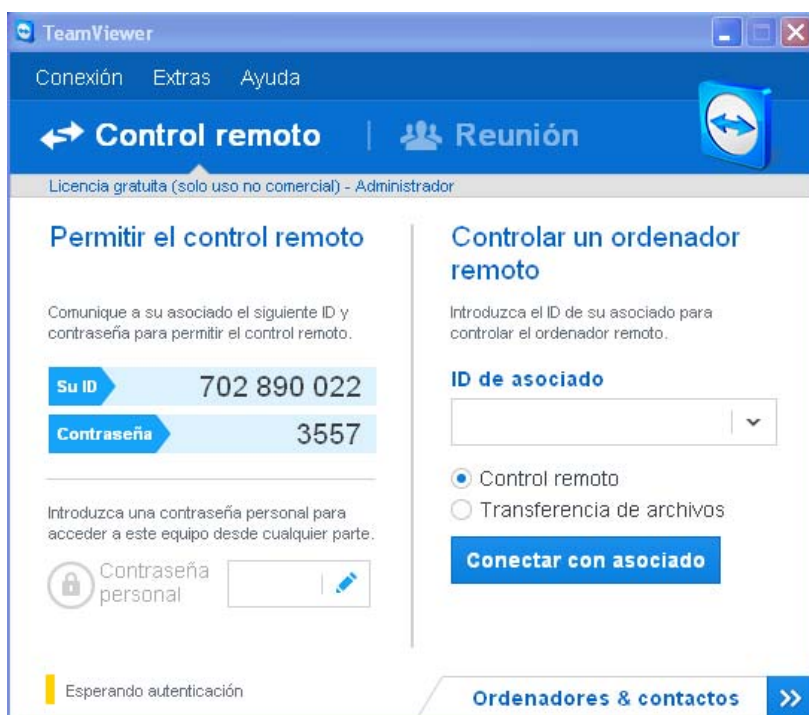 TeamViewer
Conexión Extras Ayuda
Control remoto
Reunión
Licencia gratuita (solo uso no comercial) - Administrador
Permitir el control remoto
Comunique a su asociado el siguiente ID y
contraseña para permitir el control remoto.
Su ID 702 890 022
Contraseña 3557
Introduzca una contraseña personal para
acceder a este equipo desde cualquier parte.
Contraseña
personal
Controlar un ordenador
remoto
Introduzca el ID de su asociado para
controlar el ordenador remoto.
ID de asociado
Control remoto
Transferencia de archivos
Conectar con asociado
Esperando autenticación
Ordenadores & contactos